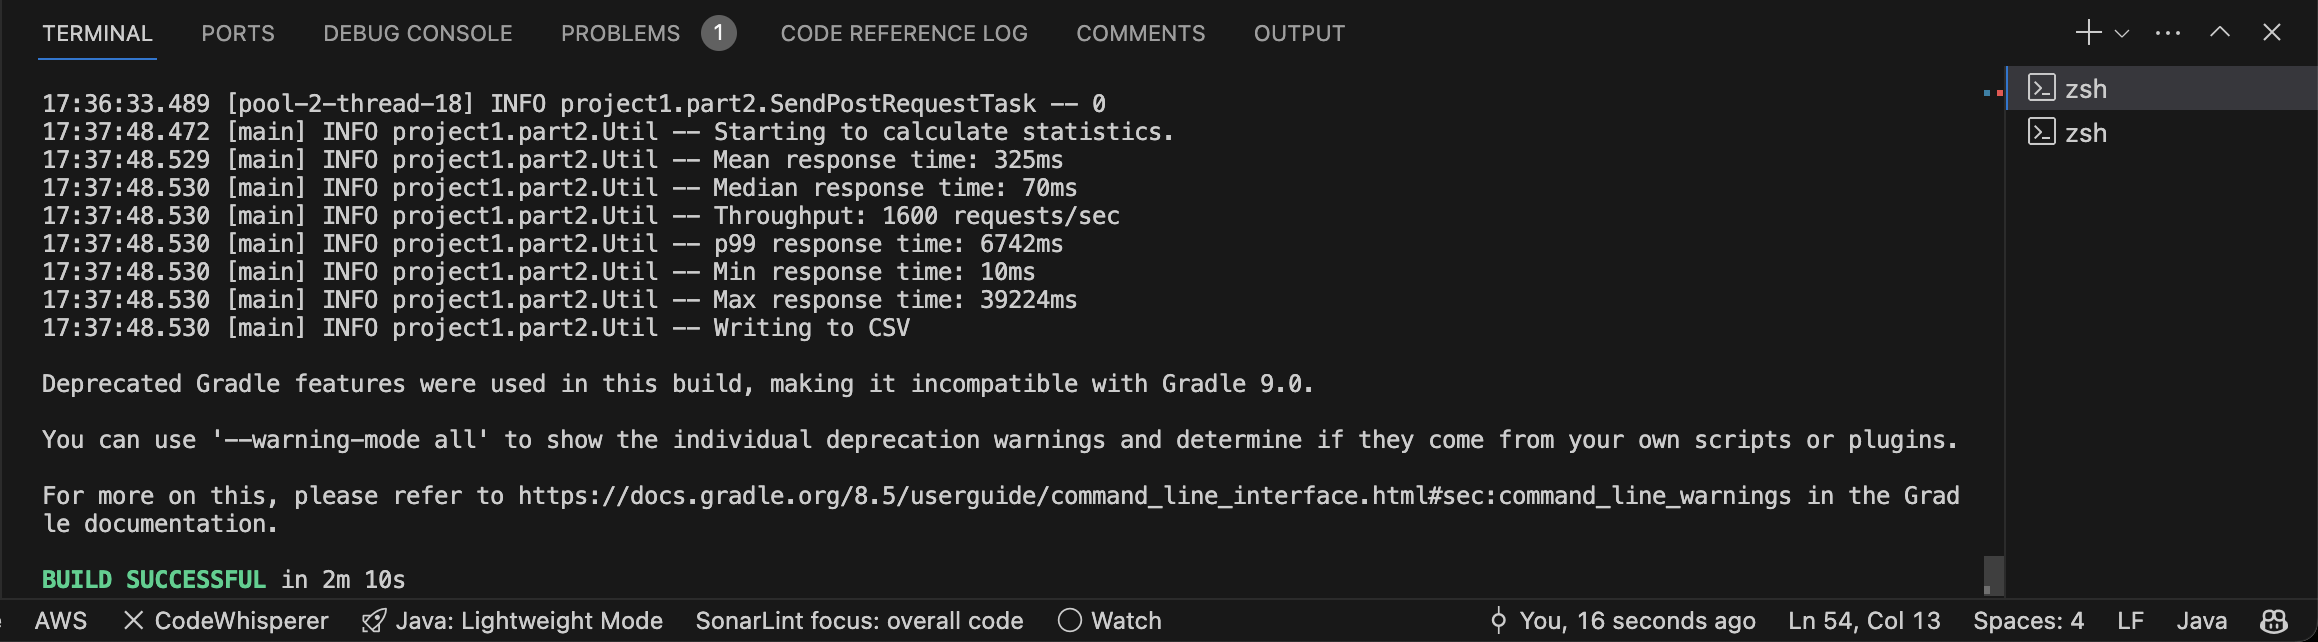 TERMINAL PORTS DEBUG CONSOLE PROBLEMS 1 CODE REFERENCE LOG COMMENTS OUTPUT
zsh
zsh
17:36:33.489 [pool-2-thread-18] INFO project1.part2.SendPostRequestTask -- 0
17:37:48.472 [main] INFO project1.part2.Util -- Starting to calculate statistics.
17:37:48.529 [main] INFO project1.part2.Util -- Mean response time: 325ms
17:37:48.530 [main] INFO project1.part2.Util -- Median response time: 70ms
17:37:48.530 [main] INFO project1.part2.Util -- Throughput: 1600 requests/sec
17:37:48.530 [main] INFO project1.part2.Util -- p99 response time: 6742ms
17:37:48.530 [main] INFO project1.part2.Util -- Min response time: 10ms
17:37:48.530 [main] INFO project1.part2.Util -- Max response time: 39224ms
17:37:48.530 [main] INFO project1.part2.Util -- Writing to CSV
Deprecated Gradle features were used in this build, making it incompatible with Gradle 9.0.
You can use '--warning-mode all' to show the individual deprecation warnings and determine if they come from your own scripts or plugins.
For more on this, please refer to https://docs.gradle.org/8.5/userguide/command_line_interface.html#sec:command_line_warnings in the Grad
le documentation.
BUILD SUCCESSFUL in 2m 10s
AWS CodeWhisperer Java: Lightweight Mode SonarLint focus: overall code Watch You, 16 seconds ago Ln 54, Col 13 Spaces: 4 LF Java